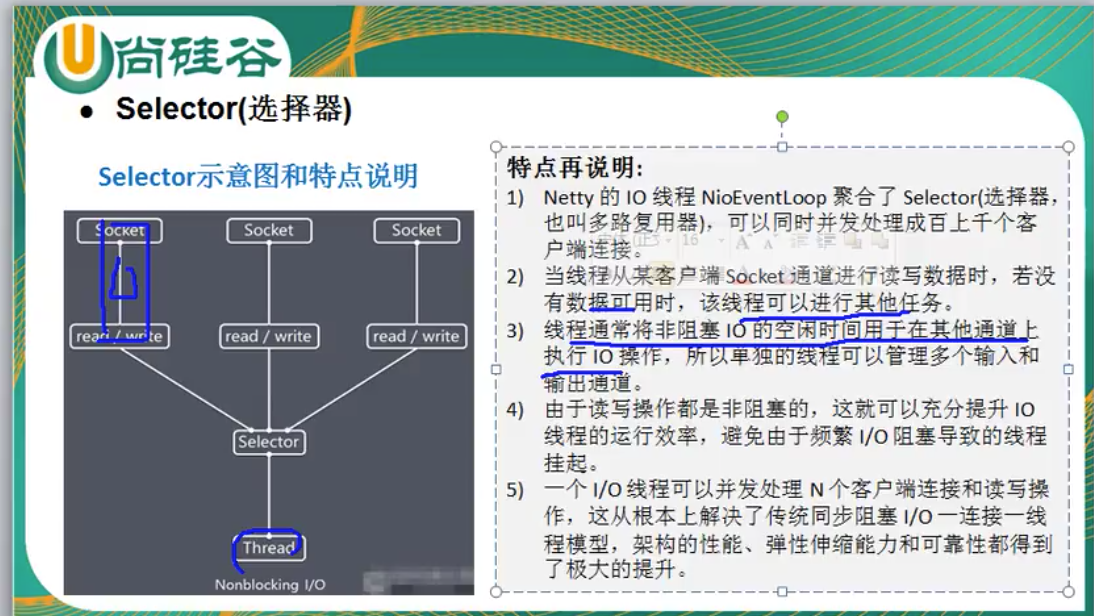 尚硅谷
• Selector(选择器)
Selector示意图和特点说明
Socket Socket Socket
read / write read / write read / write
Selector
Thread
Nonblocking I/O
特点再说明:
1) Netty 的 IO 线程 NioEventLoop 聚合了 Selector(选择器，
也叫多路复用器)，可以同时并发处理成百上千个客
户端连接。
2) 当线程从某客户端 Socket 通道进行读写数据时，若没
有数据可用时，该线程可以进行其他任务。
3) 线程通常将非阻塞 IO 的空闲时间用于在其他通道上
执行 IO 操作，所以单独的线程可以管理多个输入和
输出通道。
4) 由于读写操作都是非阻塞的，这就可以充分提升 IO
线程的运行效率，避免由于频繁 I/O 阻塞导致的线程
挂起。
5) 一个 I/O 线程可以并发处理 N 个客户端连接和读写操
作，这从根本上解决了传统同步阻塞 I/O 一连接一线
程模型，架构的性能、弹性伸缩能力和可靠性都得到
了极大的提升。